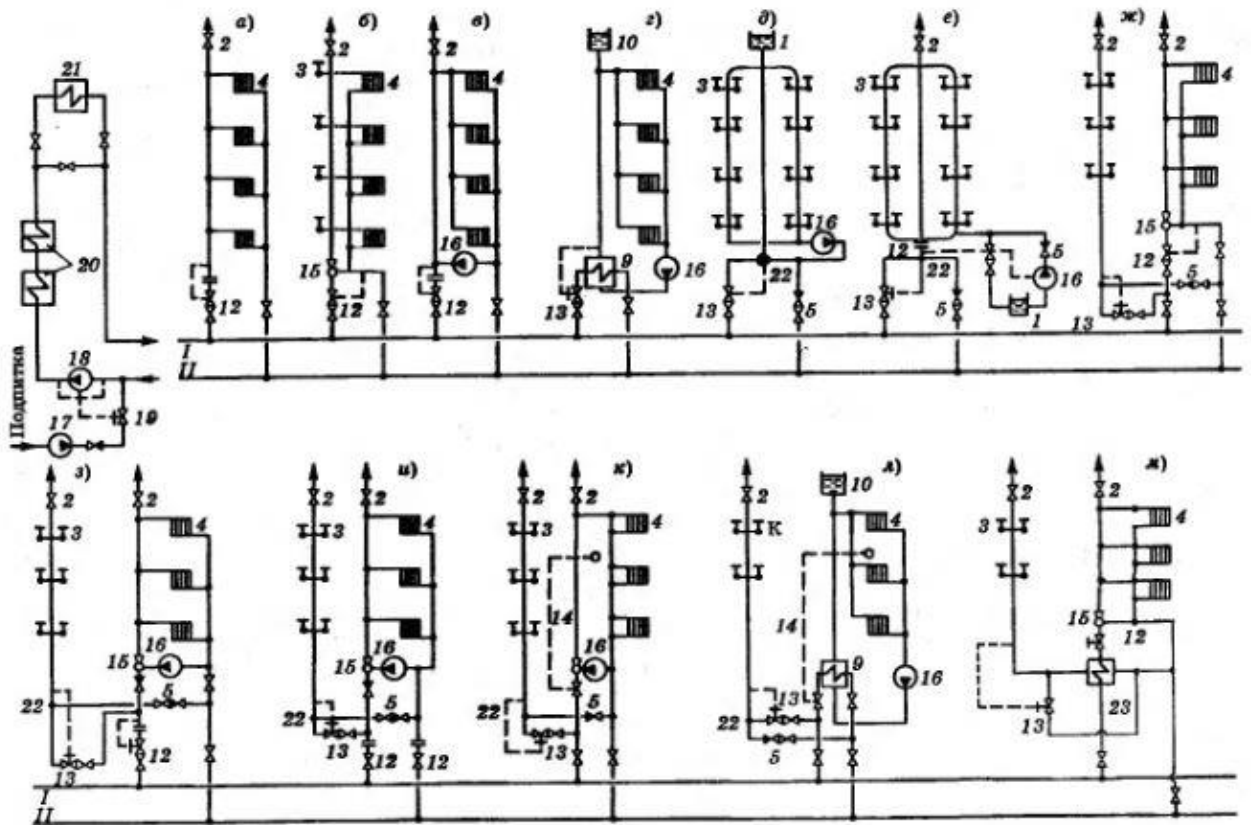 а) б) в) г) д) е) ж)
2 2 2 10 1 2 2 2
21 3 4 4 4 4 3 3 4
20
15 16 9 16 16 12 5 15
12 12 12 13 22 22 16 12 5
13 5 13 5 1 13
I
II
18
19
Подпитка
17
з) и) к) л) м)
2 2 2 2 2 2 2 10 2 2
3 4 3 4 3 4 К 4 3 4
16 16 14 16 14 15
15 15 9 16 12
5 5 5 13 23
22 22 22 22 13
13 12 13 12 12 13 5
I
II